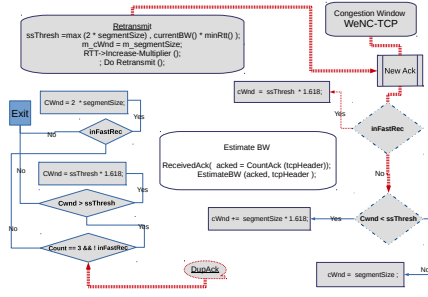 Retransmit
ssThresh =max (2 * segmentSize) , currentBW() * minRtt() );
m_cWnd = m_segmentSize;
RTT->Increase-Multiplier ();
; Do Retransmit ();
Congestion Window
WeNC-TCP
New Ack
cWnd = ssThresh * 1.618;
Yes
inFastRec
No
Cwnd < ssThresh
Yes
cWnd += segmentSize * 1.618;
No
cWnd = segmentSize ;
Estimate BW
ReceivedAck( acked = CountAck (tcpHeader));
EstimateBW (acked, tcpHeader );
CWnd = 2 * segmentSize;
Exit
Yes
inFastRec
No
CWnd = ssThresh * 1.618;
No
Yes
Cwnd > ssThresh
Yes
No
Count == 3 && ! inFastRec
DupAck